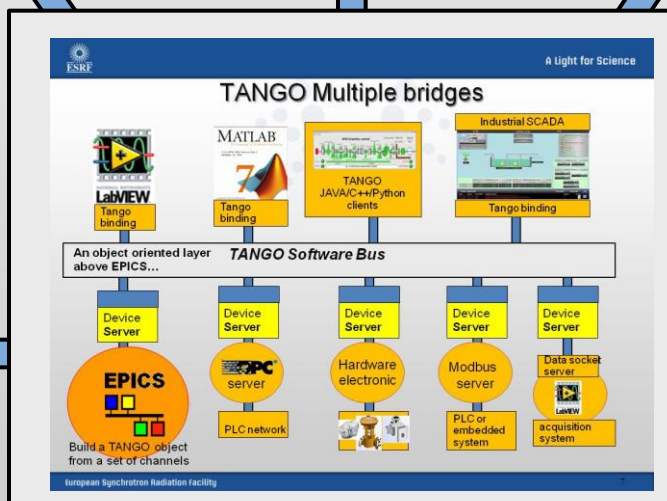 ESRF
A Light for Science
TANGO Multiple bridges
LabVIEW
Tango
binding
MATLAB
7
Tango
binding
TANGO
JAVA/C++/Python
clients
Industrial SCADA
Tango binding
An object oriented layer
above EPICS...
TANGO Software Bus
Device
Server
Device
Server
Device
Server
Device
Server
Device
Server
EPICS
Build a TANGO object
from a set of channels
OPC
server
PLC network
Hardware
electronic
Modbus
server
PLC or
embedded
system
Data socket
server
LabVIEW
acquisition
system
European Synchrotron Radiation Facility